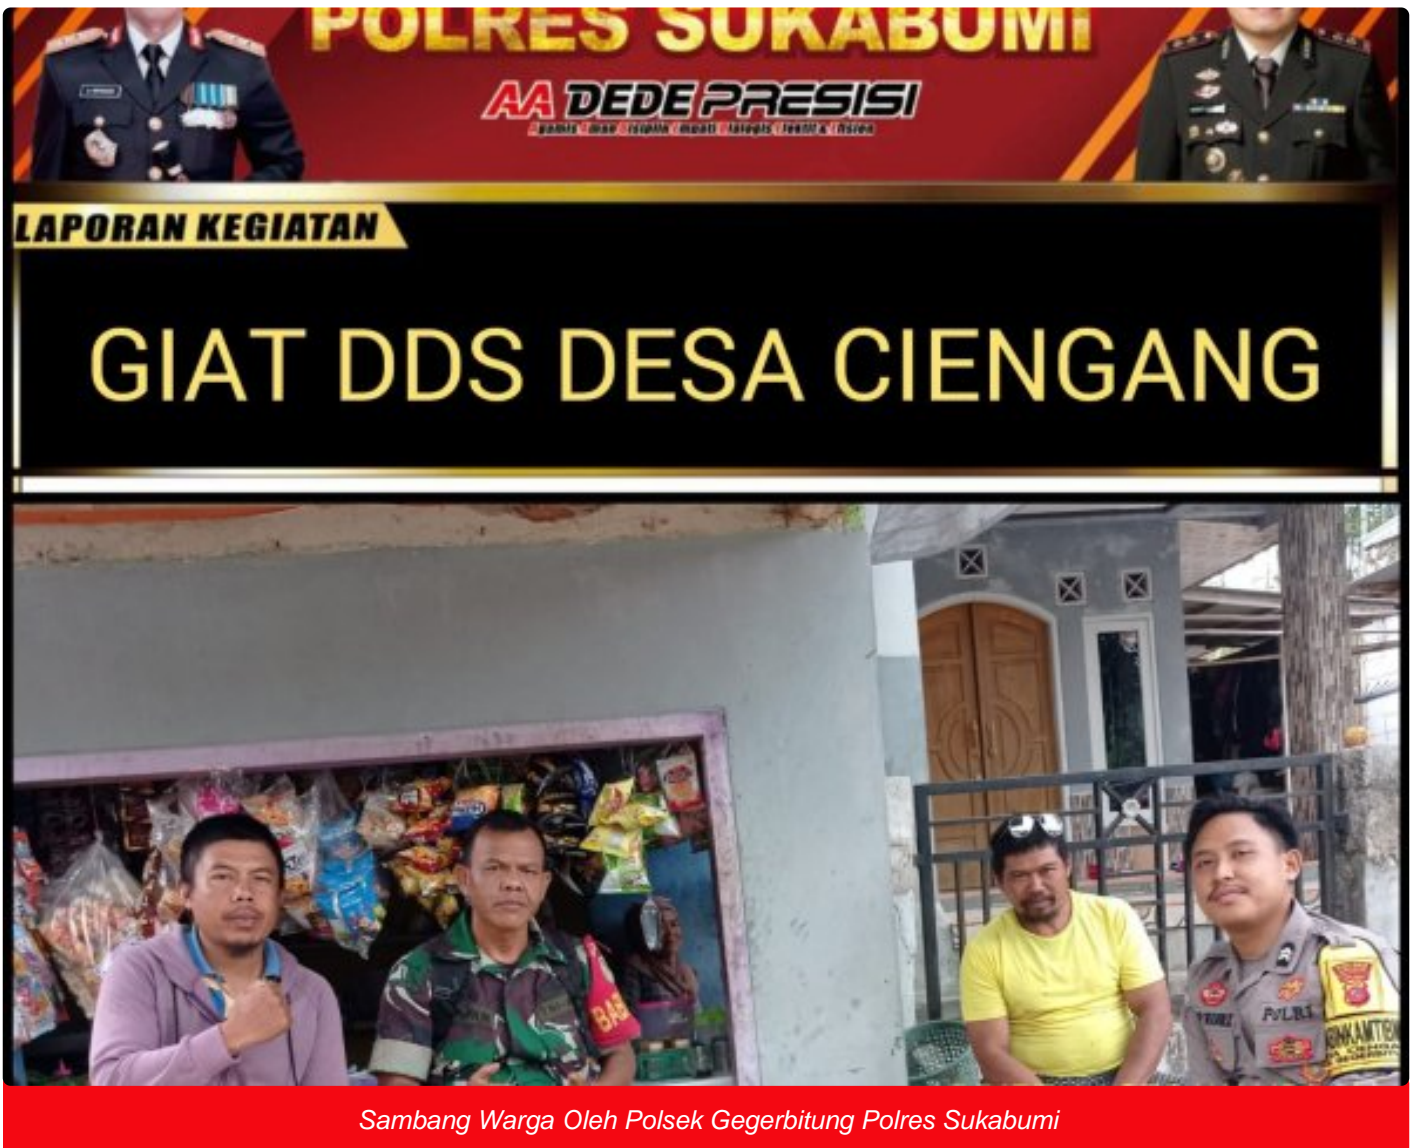 POLRES SUKABUMI
AA DEDE PRESISI
LAPORAN KEGIATAN
GIAT DDS DESA CIENGANG
POLRI
Sambang Warga Oleh Polsek Gegerbitung Polres Sukabumi